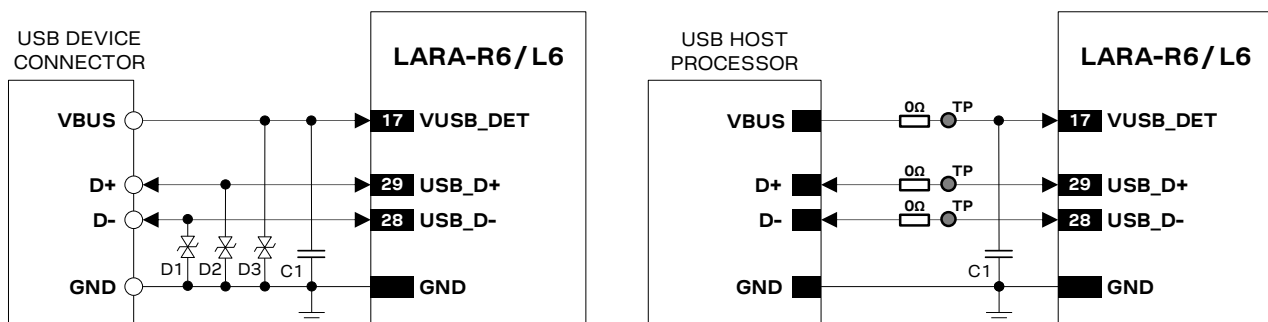 USB DEVICE
CONNECTOR
LARA-R6/L6
VBUS
17 VUSB_DET
D+
29 USB_D+
D-
28 USB_D-
D1 D2 D3 C1
GND
GND
USB HOST
PROCESSOR
LARA-R6/L6
VBUS
0Ω TP
17 VUSB_DET
D+
0Ω TP
29 USB_D+
D-
0Ω TP
28 USB_D-
C1
GND
GND